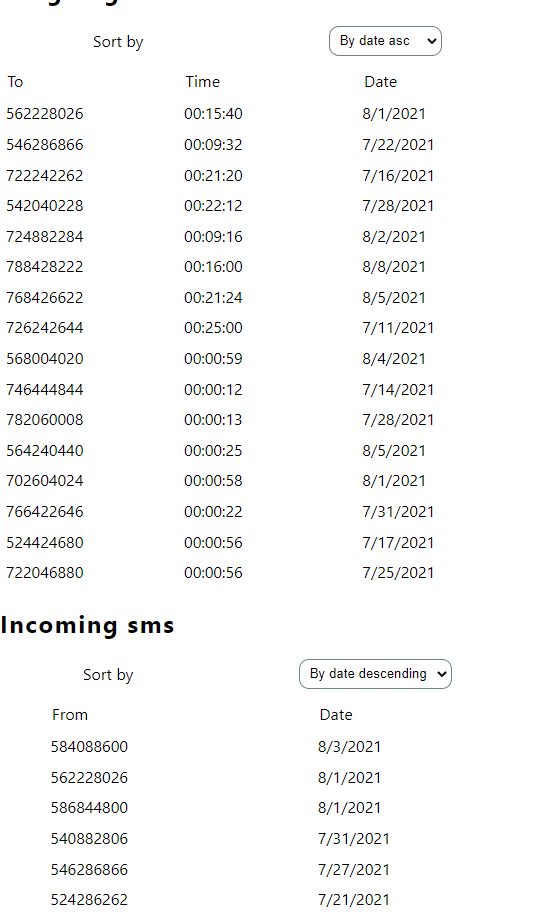 Sort by By date asc
To Time Date
562228026 00:15:40 8/1/2021
546286866 00:09:32 7/22/2021
722242262 00:21:20 7/16/2021
542040228 00:22:12 7/28/2021
724882284 00:09:16 8/2/2021
788428222 00:16:00 8/8/2021
768426622 00:21:24 8/5/2021
726242644 00:25:00 7/11/2021
568004020 00:00:59 8/4/2021
746444844 00:00:12 7/14/2021
782060008 00:00:13 7/28/2021
564240440 00:00:25 8/5/2021
702604024 00:00:58 8/1/2021
766422646 00:00:22 7/31/2021
524424680 00:00:56 7/17/2021
722046880 00:00:56 7/25/2021
Incoming sms
Sort by By date descending
From Date
584088600 8/3/2021
562228026 8/1/2021
586844800 8/1/2021
540882806 7/31/2021
546286866 7/27/2021
524286262 7/21/2021